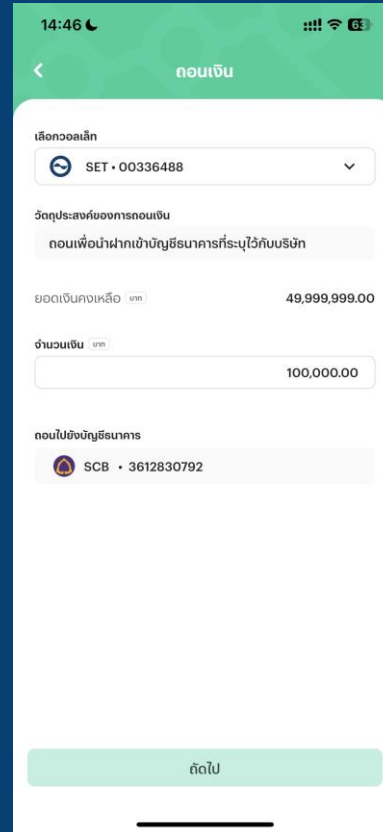 14:46
63
ถอนเงิน
เลือกวอลเล็ท
SET • 00336488
วัตถุประสงค์ของการถอนเงิน
ถอนเพื่อนำฝากเข้าบัญชีธนาคารที่ระบุไว้กับบริษัท
ยอดเงินคงเหลือ บาท 49,999,999.00
จำนวนเงิน บาท
100,000.00
ถอนไปยังบัญชีธนาคาร
SCB • 3612830792
ถัดไป